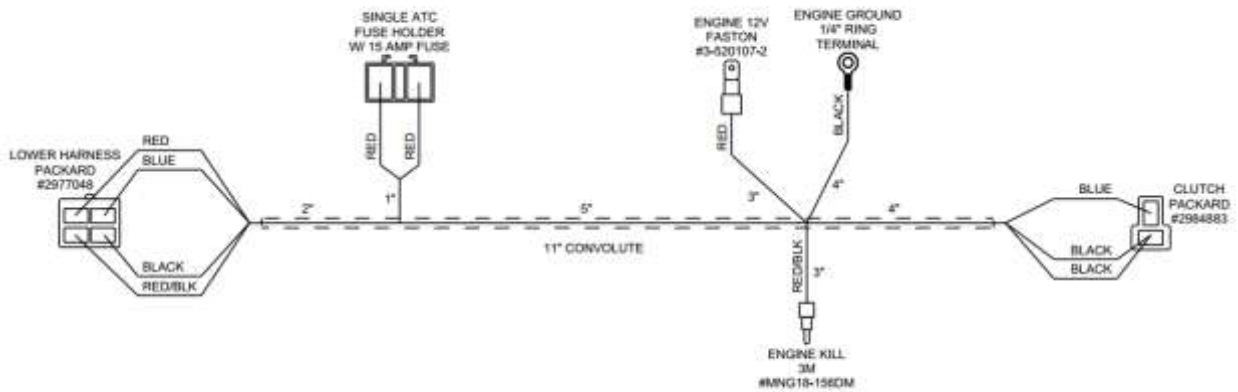 SINGLE ATC
FUSE HOLDER
W/ 15 AMP FUSE
ENGINE 12V
FASTON
#3-520107-2
ENGINE GROUND
1/4" RING
TERMINAL
RED
RED
RED
BLACK
LOWER HARNESS
PACKARD
#2977048
RED
BLUE
BLACK
RED/BLK
2"
1"
5"
3"
4"
4"
11" CONVOLUTE
RED/BLK
3"
BLUE
BLACK
BLACK
CLUTCH
PACKARD
#2984883
ENGINE KILL
3M
#MNG18-156DM